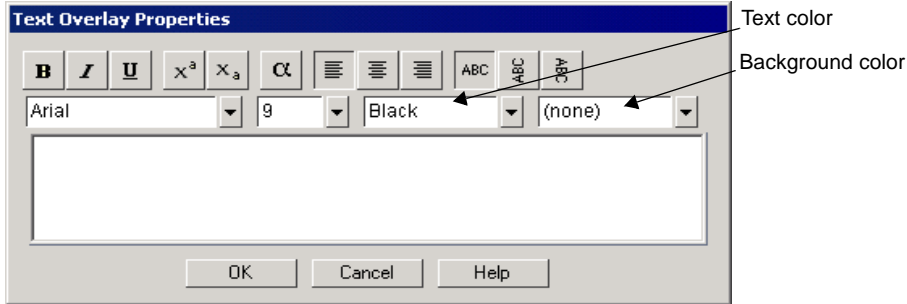 Text Overlay Properties
Text color
B I U xª xₐ α ABC ABC ABC
Background color
Arial 9 Black (none)
OK Cancel Help